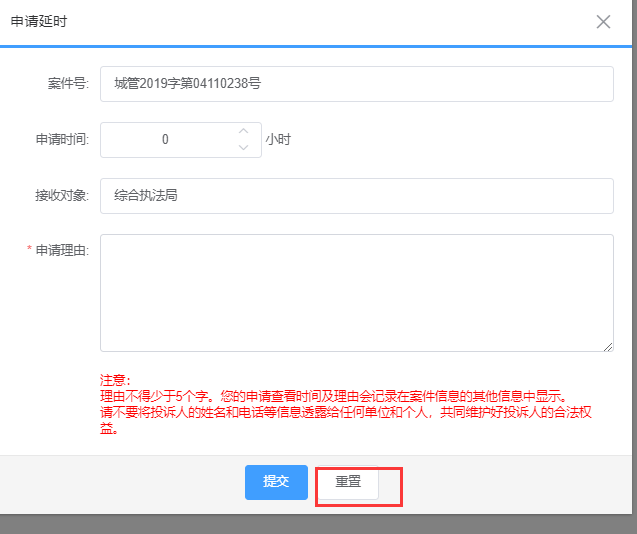 申请延时
案件号: 城管2019字第04110238号
申请时间: 0 小时
接收对象: 综合执法局
* 申请理由:
注意：
理由不得少于5个字。您的申请查看时间及理由会记录在案件信息的其他信息中显示。
请不要将投诉人的姓名和电话等信息透露给任何单位和个人，共同维护好投诉人的合法权
益。
提交 重置